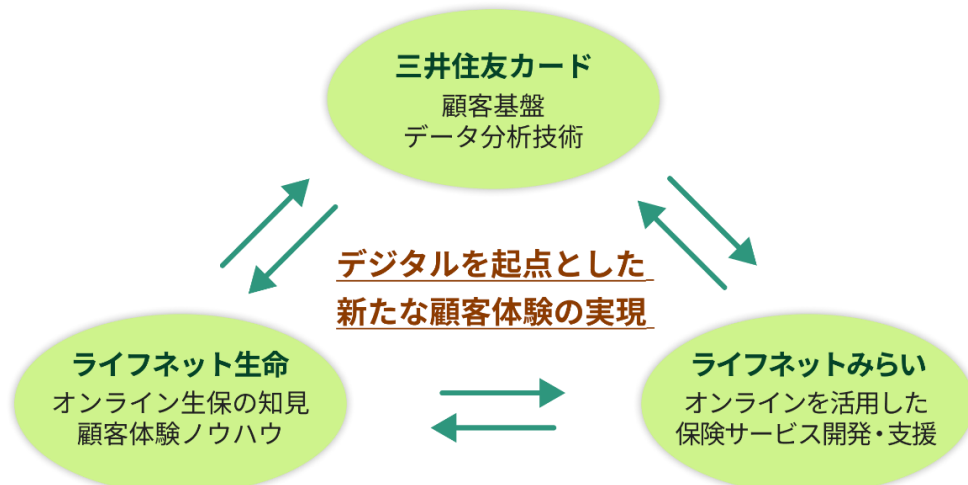 三井住友カード
顧客基盤
データ分析技術
デジタルを起点とした
新たな顧客体験の実現
ライフネット生命
オンライン生保の知見
顧客体験ノウハウ
ライフネットみらい
オンラインを活用した
保険サービス開発・支援